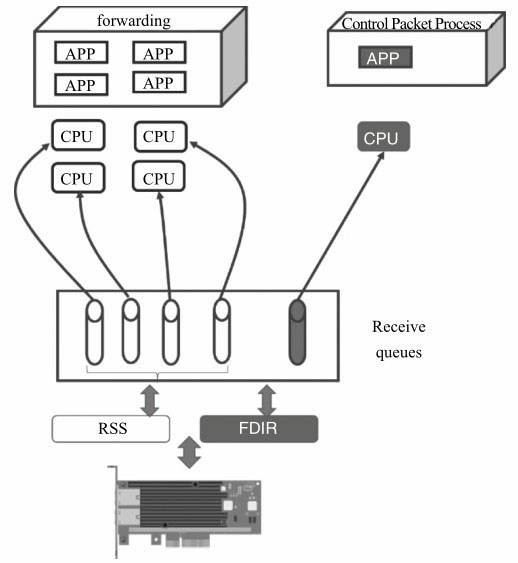 forwarding
Control Packet Process
APP
APP
APP
APP
APP
CPU
CPU
CPU
CPU
CPU
Receive
queues
RSS
FDIR